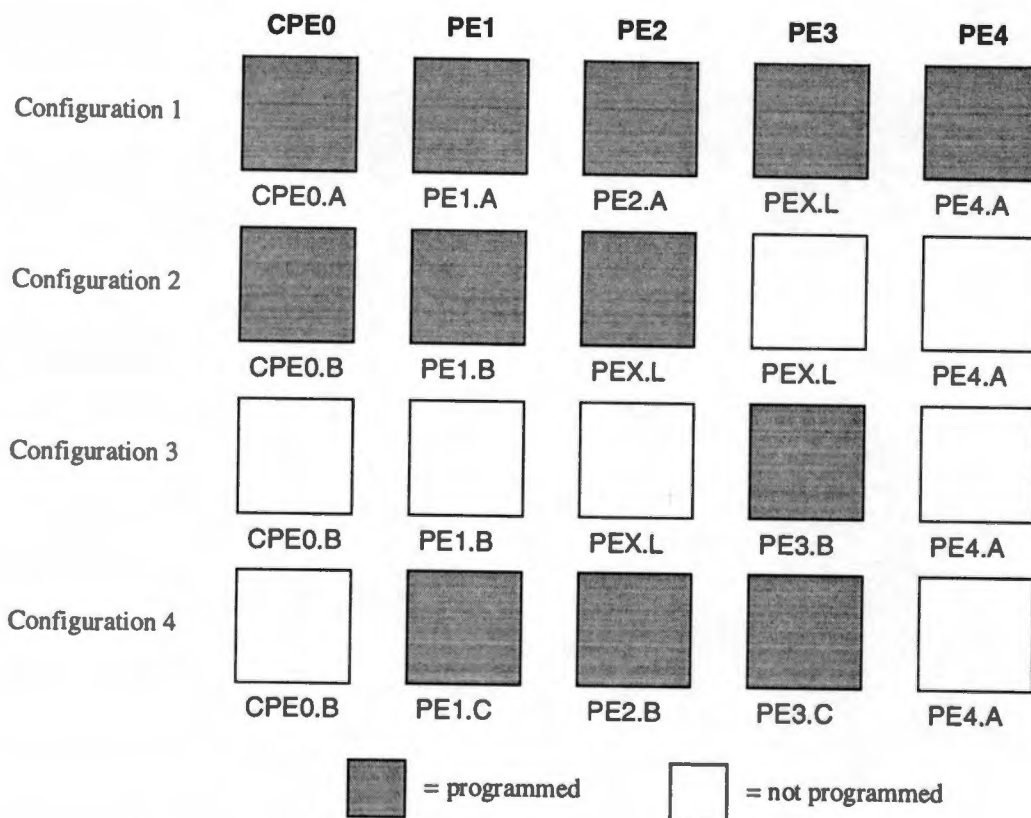 CPE0 PE1 PE2 PE3 PE4
Configuration 1
CPE0.A PE1.A PE2.A PEX.L PE4.A
Configuration 2
CPE0.B PE1.B PEX.L PEX.L PE4.A
Configuration 3
CPE0.B PE1.B PEX.L PE3.B PE4.A
Configuration 4
CPE0.B PE1.C PE2.B PE3.C PE4.A
= programmed = not programmed